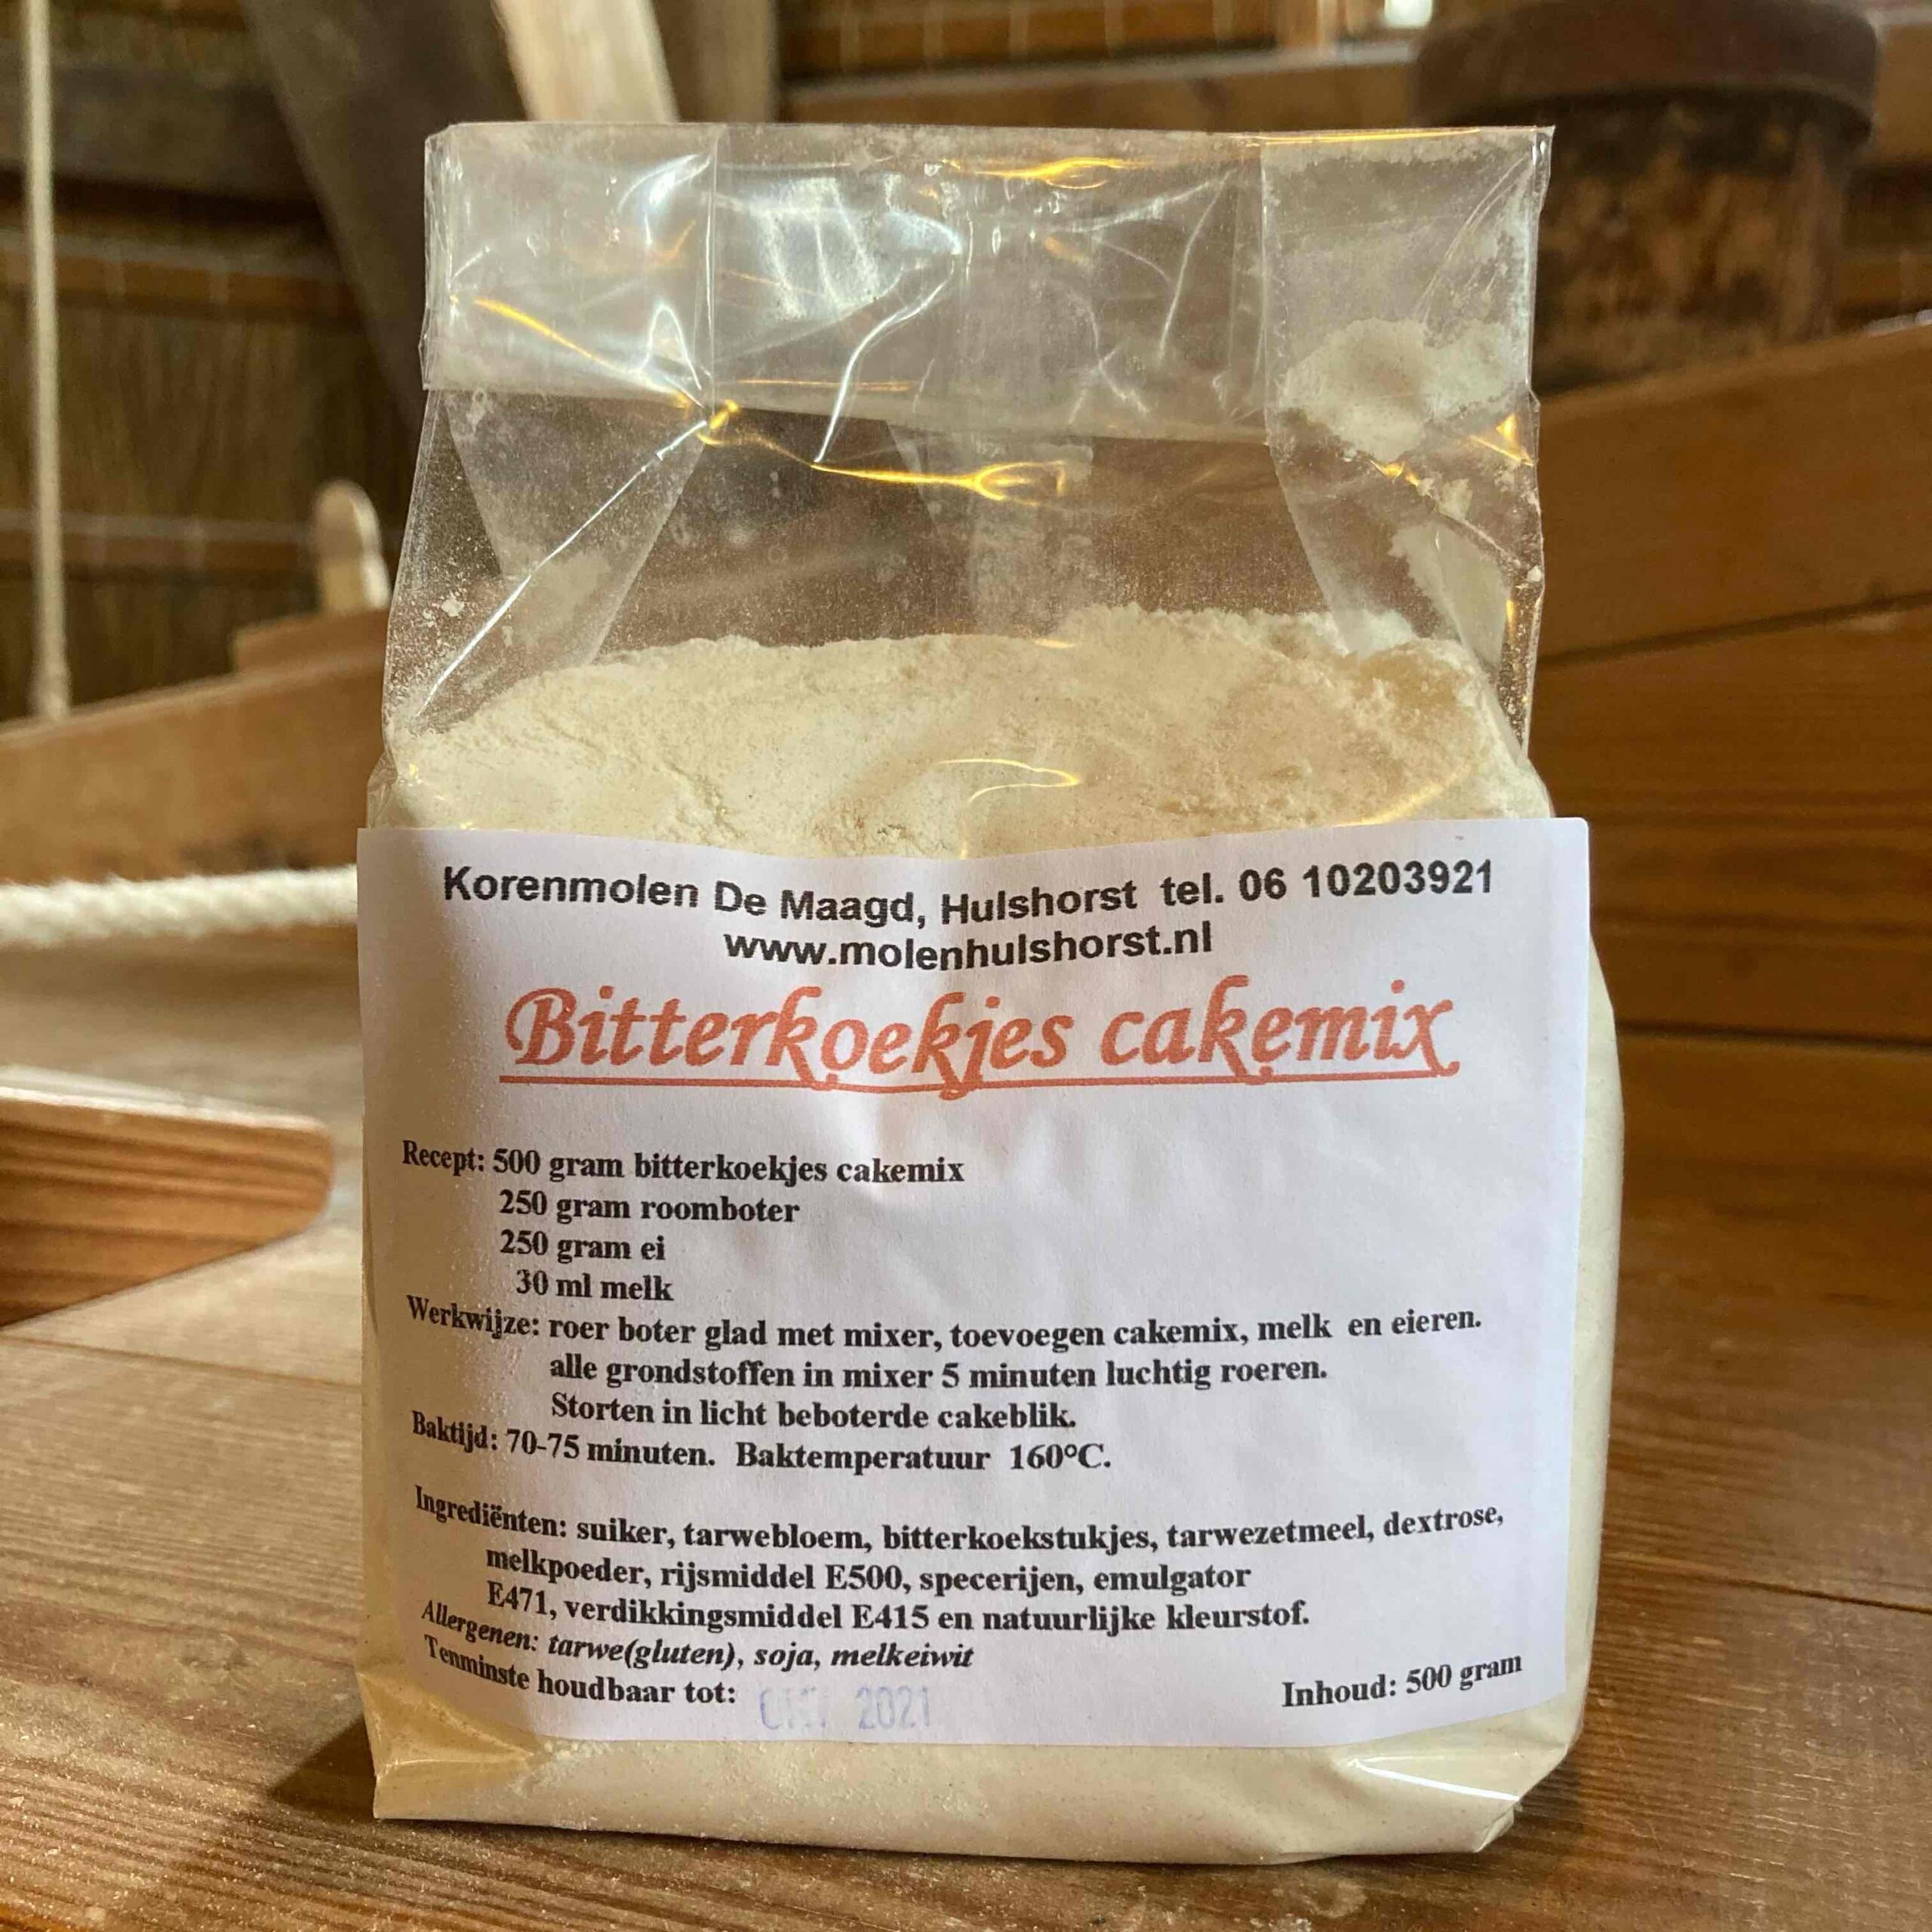 Korenmolen De Maagd, Hulshorst tel. 06 10203921
www.molenhulshorst.nl
Bitterkoekjes cakemix
Recept: 500 gram bitterkoekjes cakemix
250 gram roomboter
250 gram ei
30 ml melk
Werkwijze: roer boter glad met mixer, toevoegen cakemix, melk en eieren.
alle grondstoffen in mixer 5 minuten luchtig roeren.
Storten in licht beboterde cakeblik.
Baktijd: 70-75 minuten. Baktemperatuur 160°C.
Ingrediënten: suiker, tarwebloem, bitterkoekstukjes, tarwezetmeel, dextrose,
melkpoeder, rijsmiddel E500, specerijen, emulgator
E471, verdikkingsmiddel E415 en natuurlijke kleurstof.
Allergenen: tarwe(gluten), soja, melkeiwit
Tenminste houdbaar tot: 2021
Inhoud: 500 gram